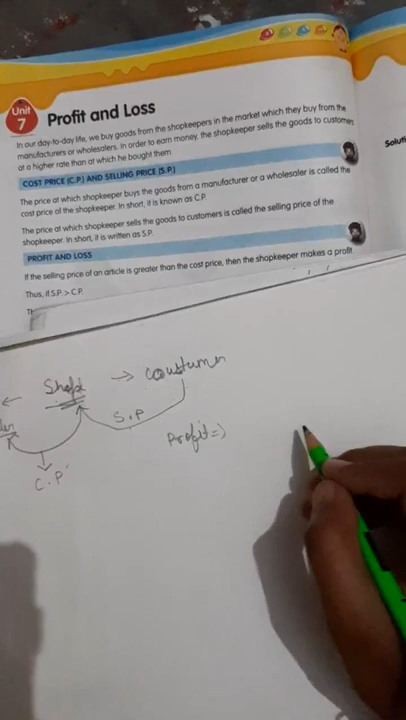 Unit
7
Profit and Loss
In our day-to-day life, we buy goods from the shopkeepers in the market which they buy from the
manufacturers or wholesalers. In order to earn money, the shopkeeper sells the goods to customers
at a higher rate than at which he bought them.
COST PRICE (C.P.) AND SELLING PRICE (S.P.)
The price at which shopkeeper buys the goods from a manufacturer or a wholesaler is called the
cost price of the shopkeeper. In short, it is known as C.P.
The price at which shopkeeper sells the goods to customers is called the selling price of the
shopkeeper. In short, it is written as S.P.
PROFIT AND LOSS
If the selling price of an article is greater than the cost price, then the shopkeeper makes a profit.
Thus, if S.P. > C.P.
Th
← → coustumer
S.P
Profit =>
C.P